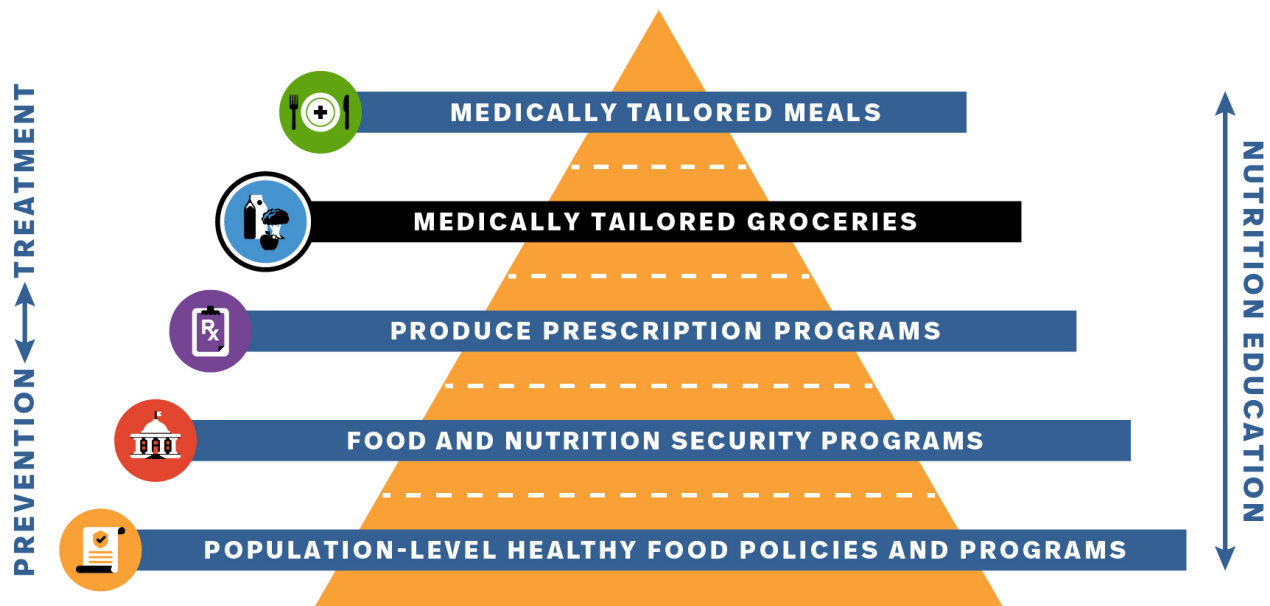 MEDICALLY TAILORED MEALS
MEDICALLY TAILORED GROCERIES
Rx
PRODUCE PRESCRIPTION PROGRAMS
FOOD AND NUTRITION SECURITY PROGRAMS
POPULATION-LEVEL HEALTHY FOOD POLICIES AND PROGRAMS
PREVENTION
TREATMENT
NUTRITION EDUCATION